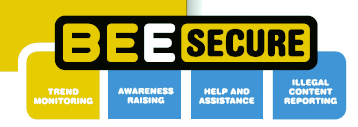 BEE SECURE
TREND
MONITORING
AWARENESS
RAISING
HELP AND
ASSISTANCE
ILLEGAL
CONTENT
REPORTING